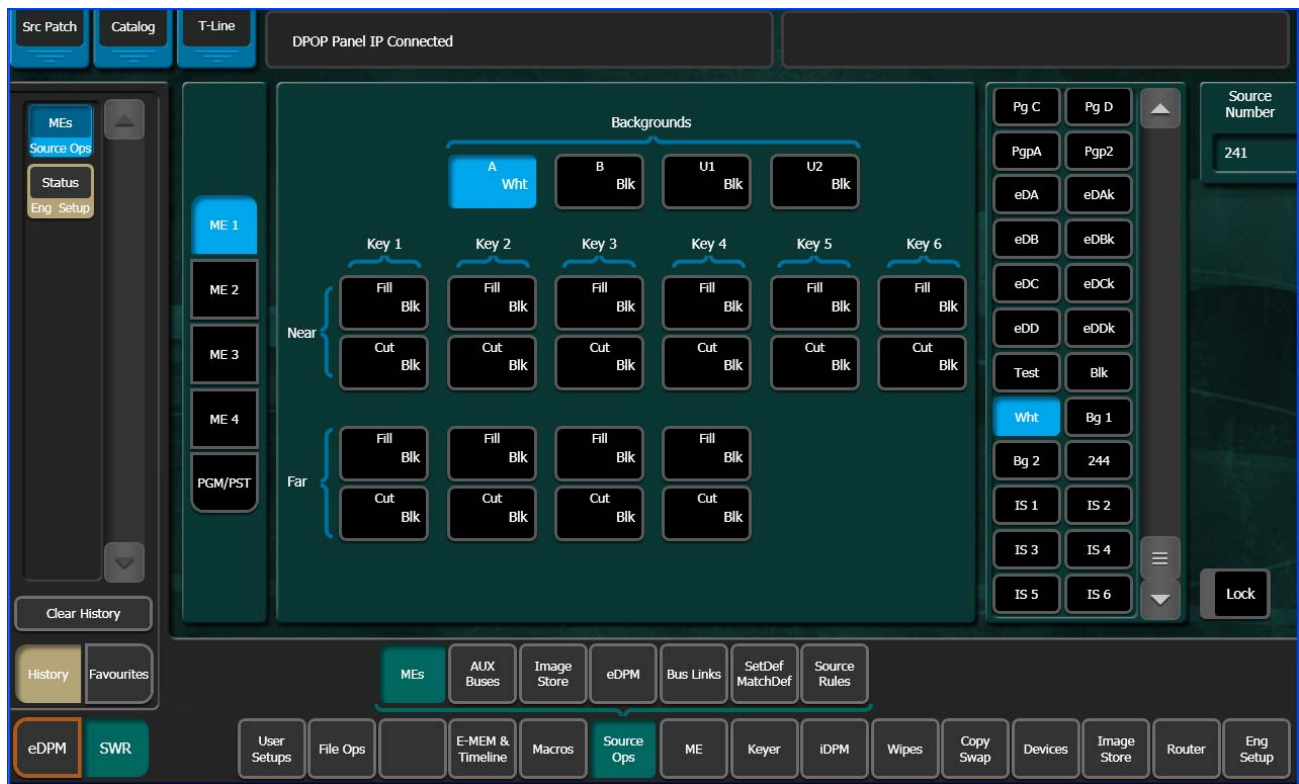 Src Patch
Catalog
T-Line
DPOP Panel IP Connected
MEs
Source Ops
Status
Eng Setup
Clear History
History
Favourites
eDPM
SWR
ME 1
ME 2
ME 3
ME 4
PGM/PST
Backgrounds
A
Wht
B
Blk
U1
Blk
U2
Blk
Key 1
Key 2
Key 3
Key 4
Key 5
Key 6
Near
Fill
Blk
Fill
Blk
Fill
Blk
Fill
Blk
Fill
Blk
Fill
Blk
Cut
Blk
Cut
Blk
Cut
Blk
Cut
Blk
Cut
Blk
Cut
Blk
Far
Fill
Blk
Fill
Blk
Fill
Blk
Fill
Blk
Cut
Blk
Cut
Blk
Cut
Blk
Cut
Blk
Pg C
Pg D
PgpA
Pgp2
eDA
eDAk
eDB
eDBk
eDC
eDCk
eDD
eDDk
Test
Blk
Wht
Bg 1
Bg 2
244
IS 1
IS 2
IS 3
IS 4
IS 5
IS 6
Source
Number
241
Lock
MEs
AUX
Buses
Image
Store
eDPM
Bus Links
SetDef
MatchDef
Source
Rules
User
Setups
File Ops
E-MEM &
Timeline
Macros
Source
Ops
ME
Keyer
iDPM
Wipes
Copy
Swap
Devices
Image
Store
Router
Eng
Setup